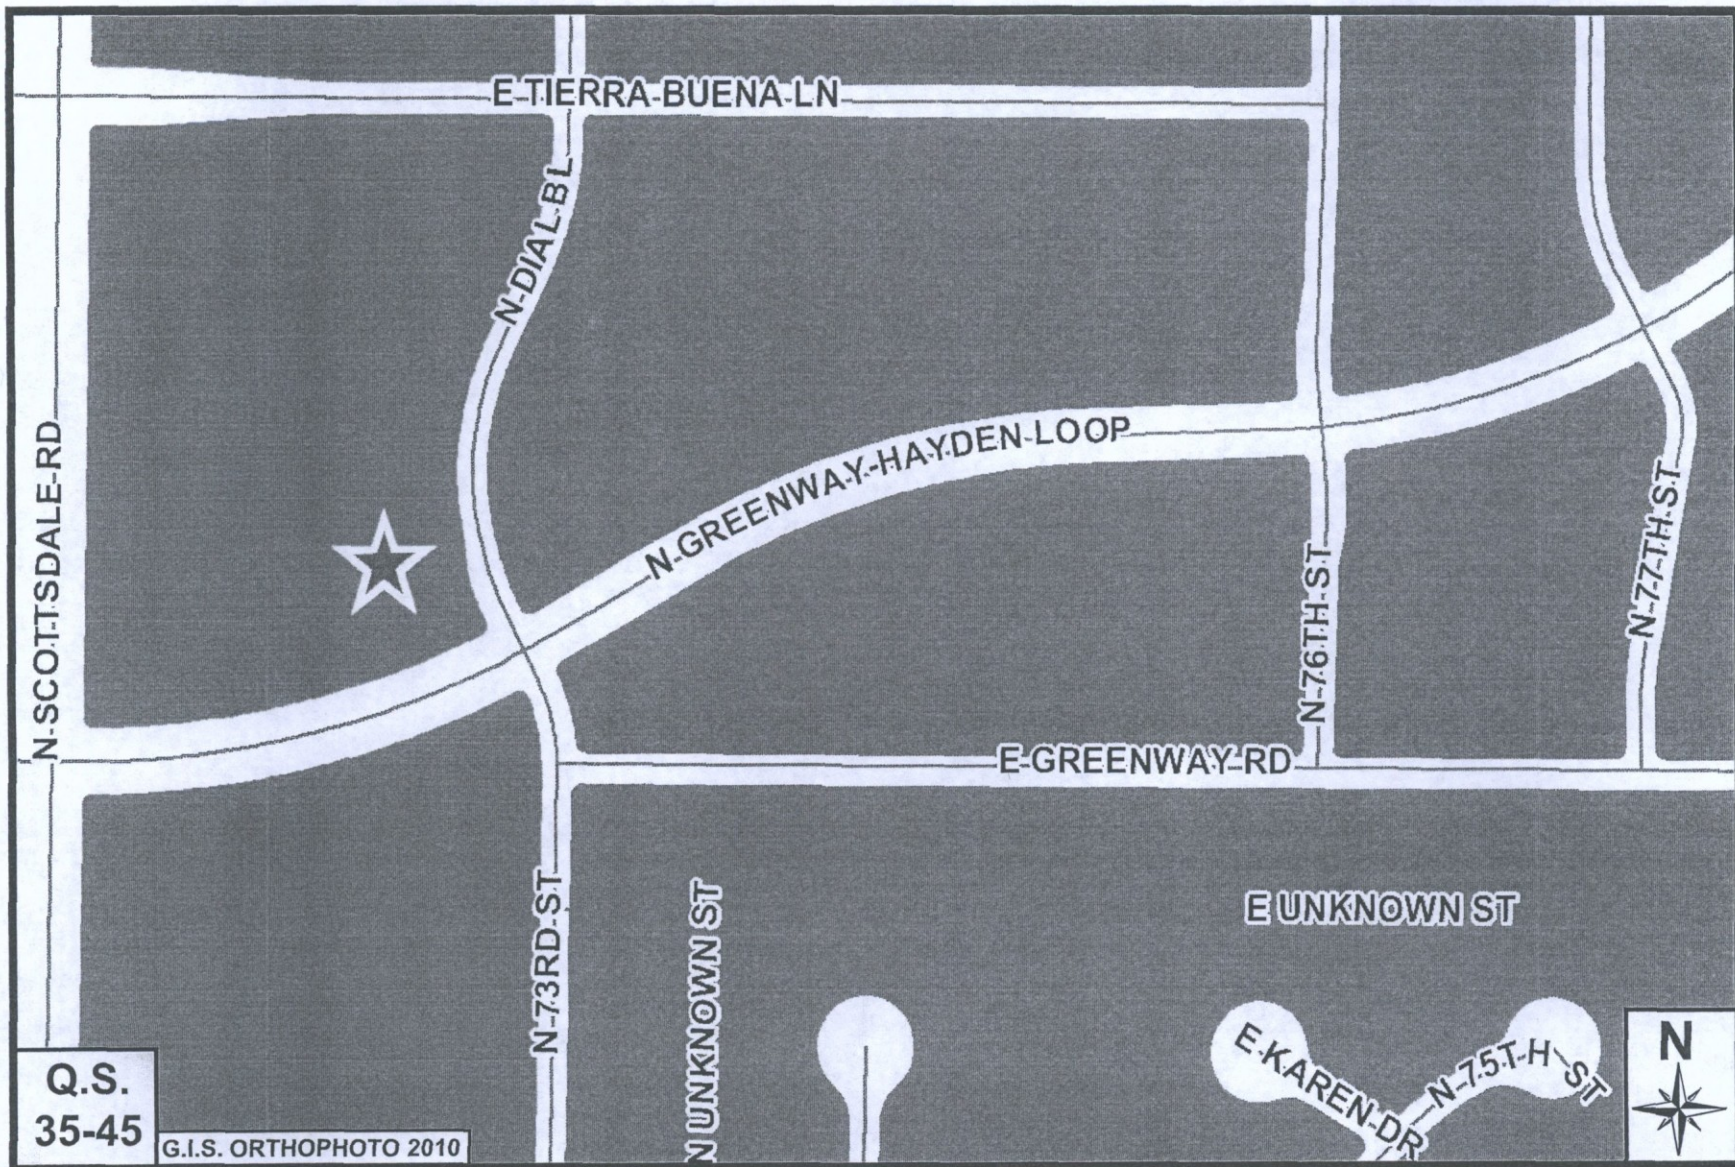 E TIERRA BUENA LN
N DIAL BL
N SCOTTSDALE RD
N GREENWAY-HAYDEN LOOP
N 76TH ST
N 77TH ST
E GREENWAY RD
N 73RD ST
N UNKNOWN ST
E UNKNOWN ST
E KAREN DR
N 75TH ST
N
Q.S.
35-45
G.I.S. ORTHOPHOTO 2010